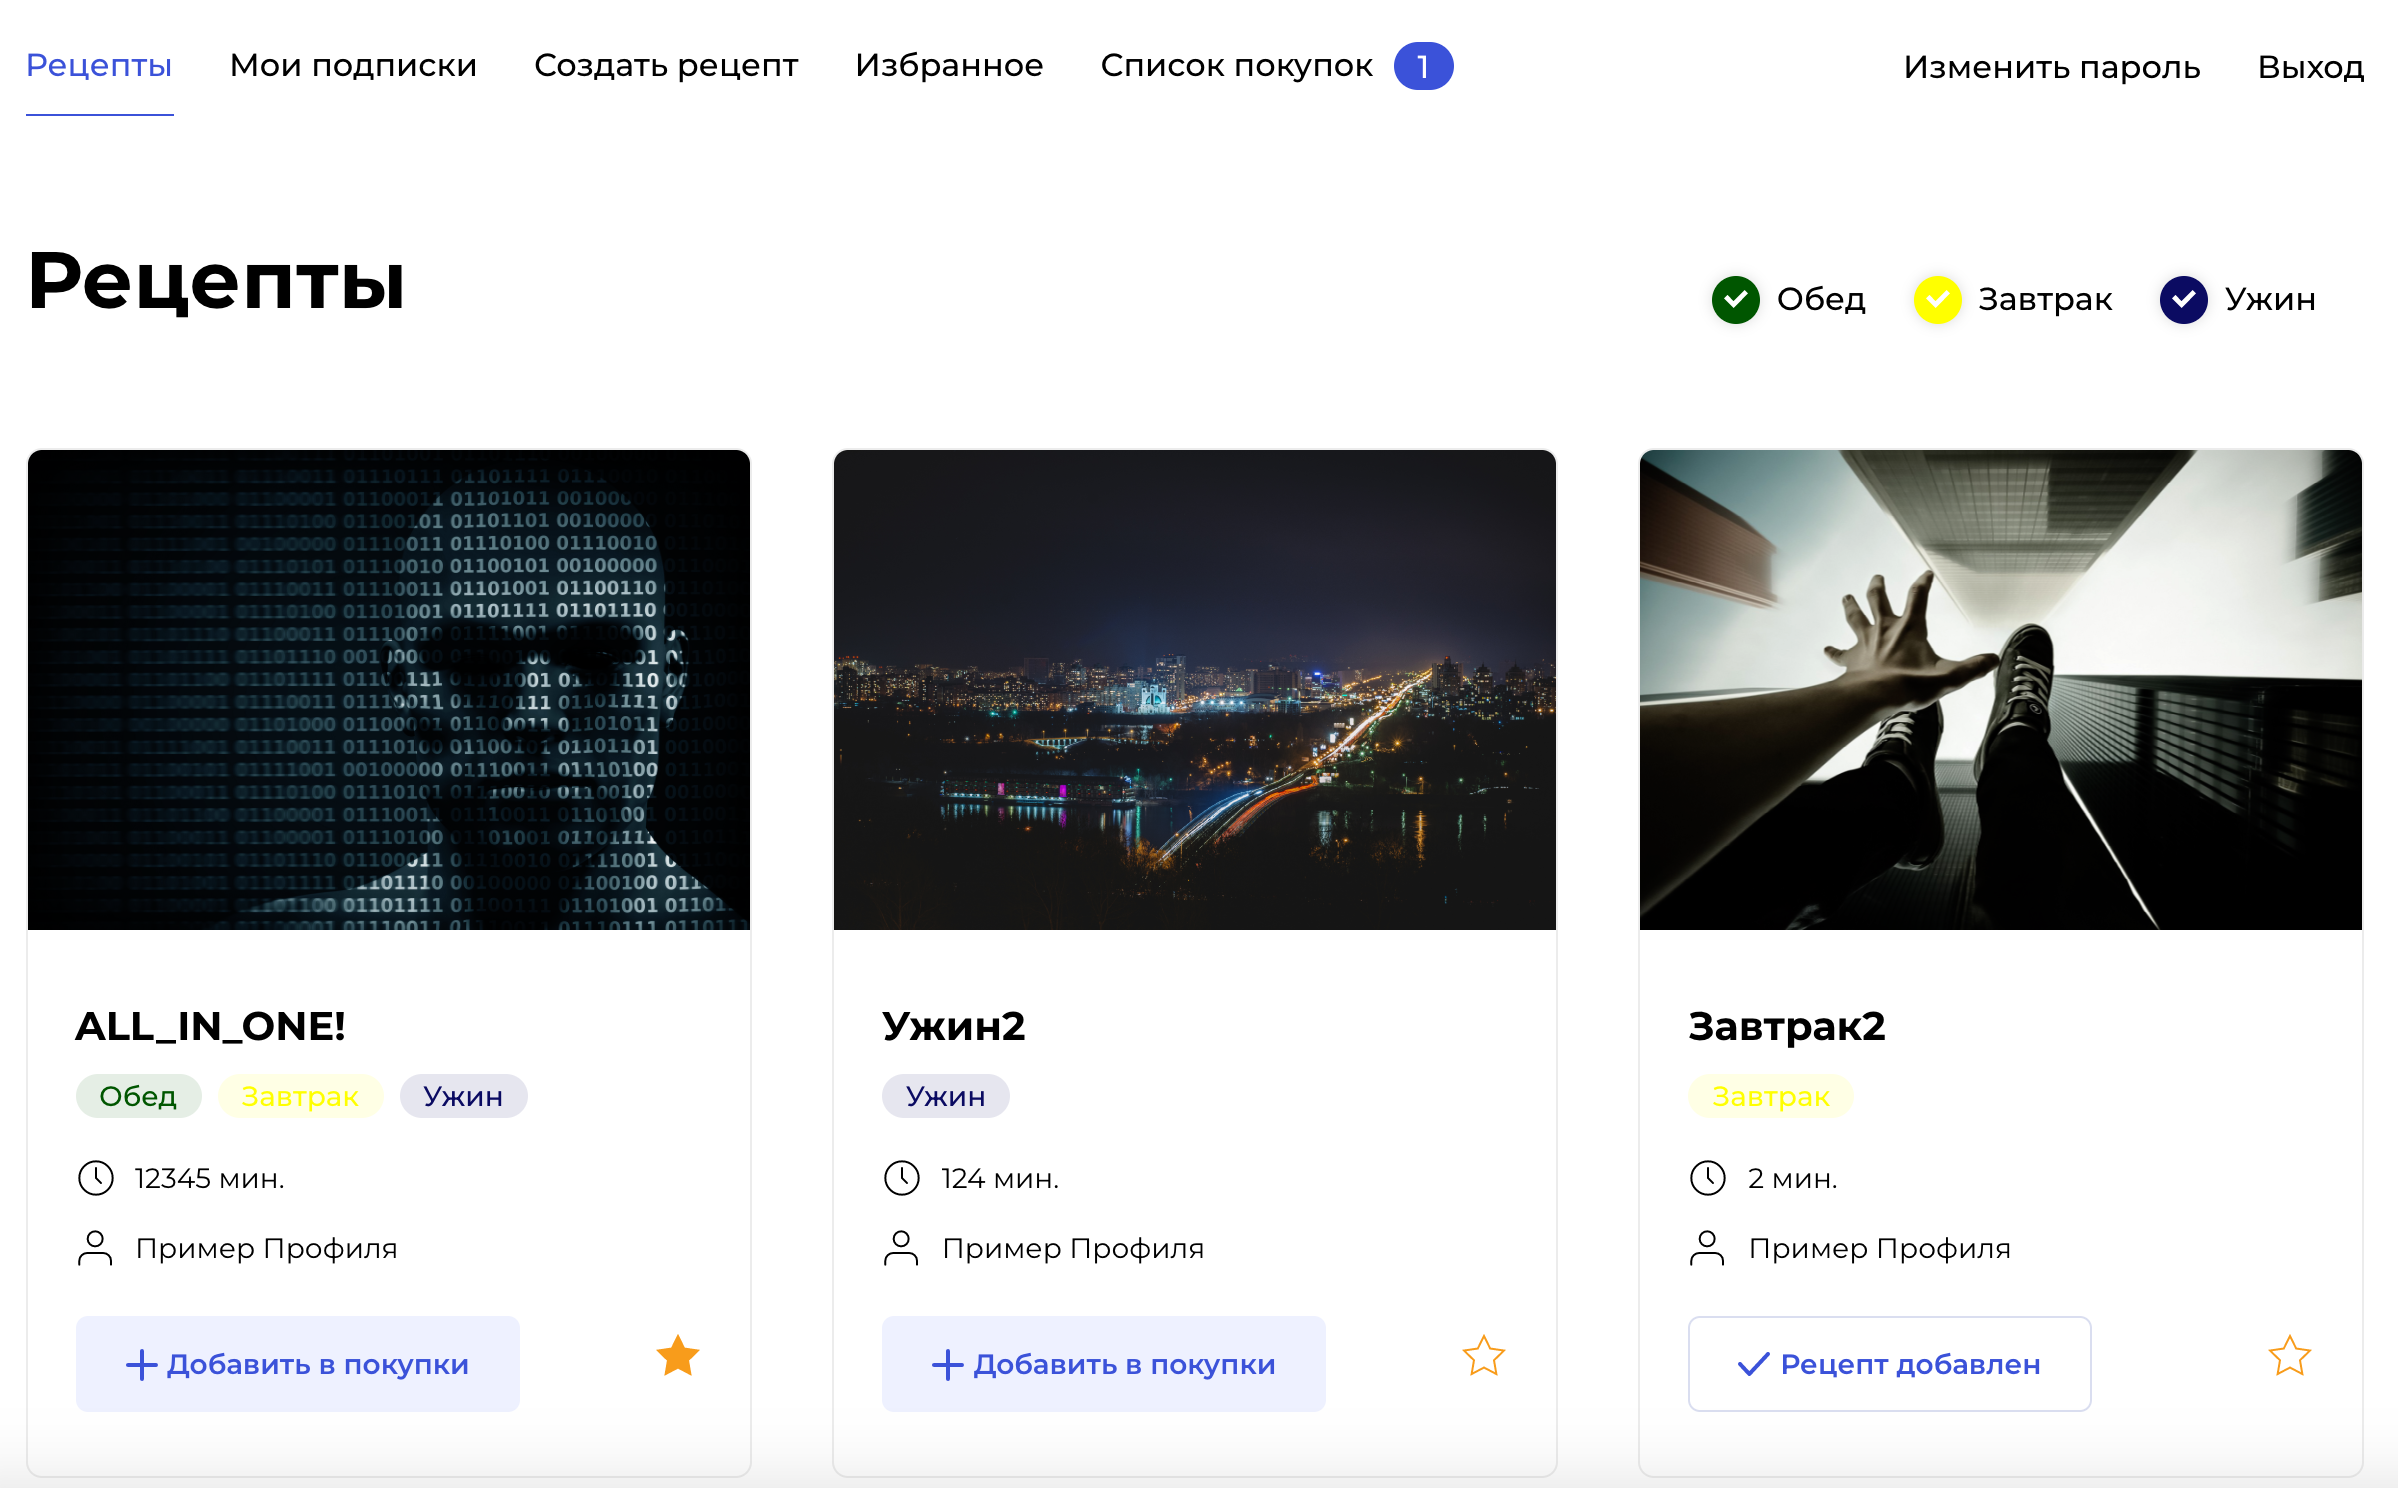 Рецепты Мои подписки Создать рецепт Избранное Список покупок 1 Изменить пароль Выход
Рецепты
Обед Завтрак Ужин
ALL_IN_ONE!
Обед Завтрак Ужин
12345 мин.
Пример Профиля
Добавить в покупки
Ужин2
Ужин
124 мин.
Пример Профиля
Добавить в покупки
Завтрак2
Завтрак
2 мин.
Пример Профиля
Рецепт добавлен